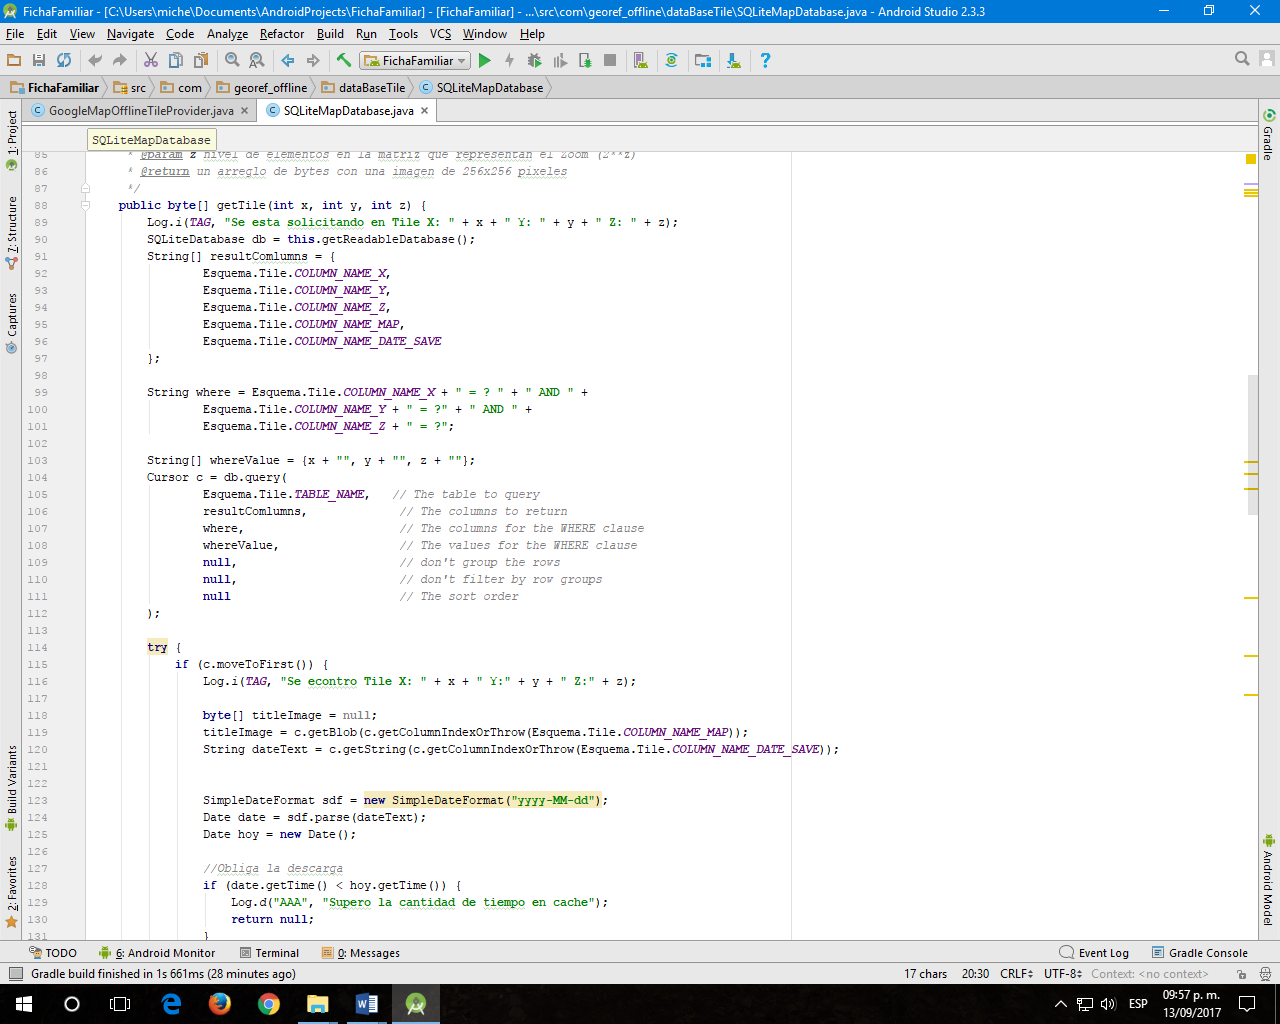 FichaFamiliar - [C:\Users\miche\Documents\AndroidProjects\FichaFamiliar] - [FichaFamiliar] - ...\src\com\georef_offline\dataBaseTile\SQLiteMapDatabase.java - Android Studio 2.3.3
File Edit View Navigate Code Analyze Refactor Build Run Tools VCS Window Help
FichaFamiliar
FichaFamiliar src com georef_offline dataBaseTile SQLiteMapDatabase
GoogleMapOfflineTileProvider.java SQLiteMapDatabase.java
SQLiteMapDatabase
1: Project
7: Structure
Captures
Build Variants
2: Favorites
Gradle
Android Model
85 * @param z nivel de elementos en la matriz que representan el Zoom (2**z)
86 * @return un arreglo de bytes con una imagen de 256x256 pixeles
87 */
88 public byte[] getTile(int x, int y, int z) {
89 Log.i(TAG, "Se esta solicitando en Tile X: " + x + " Y: " + y + " Z: " + z);
90 SQLiteDatabase db = this.getReadableDatabase();
91 String[] resultComlumns = {
92 Esquema.Tile.COLUMN_NAME_X,
93 Esquema.Tile.COLUMN_NAME_Y,
94 Esquema.Tile.COLUMN_NAME_Z,
95 Esquema.Tile.COLUMN_NAME_MAP,
96 Esquema.Tile.COLUMN_NAME_DATE_SAVE
97 };
98
99 String where = Esquema.Tile.COLUMN_NAME_X + " = ? " + " AND " +
100 Esquema.Tile.COLUMN_NAME_Y + " = ?" + " AND " +
101 Esquema.Tile.COLUMN_NAME_Z + " = ?";
102
103 String[] whereValue = {x + "", y + "", z + ""};
104 Cursor c = db.query(
105 Esquema.Tile.TABLE_NAME, // The table to query
106 resultComlumns, // The columns to return
107 where, // The columns for the WHERE clause
108 whereValue, // The values for the WHERE clause
109 null, // don't group the rows
110 null, // don't filter by row groups
111 null // The sort order
112 );
113
114 try {
115 if (c.moveToFirst()) {
116 Log.i(TAG, "Se econtro Tile X: " + x + " Y:" + y + " Z:" + z);
117
118 byte[] titleImage = null;
119 titleImage = c.getBlob(c.getColumnIndexOrThrow(Esquema.Tile.COLUMN_NAME_MAP));
120 String dateText = c.getString(c.getColumnIndexOrThrow(Esquema.Tile.COLUMN_NAME_DATE_SAVE));
121
122
123 SimpleDateFormat sdf = new SimpleDateFormat("yyyy-MM-dd");
124 Date date = sdf.parse(dateText);
125 Date hoy = new Date();
126
127 //Obliga la descarga
128 if (date.getTime() < hoy.getTime()) {
129 Log.d("AAA", "Supero la cantidad de tiempo en cache");
130 return null;
131 }
TODO 6: Android Monitor Terminal 0: Messages Event Log Gradle Console
Gradle build finished in 1s 661ms (28 minutes ago) 17 chars 20:30 CRLF UTF-8 Context: <no context>
ESP 09:57 p. m.
13/09/2017